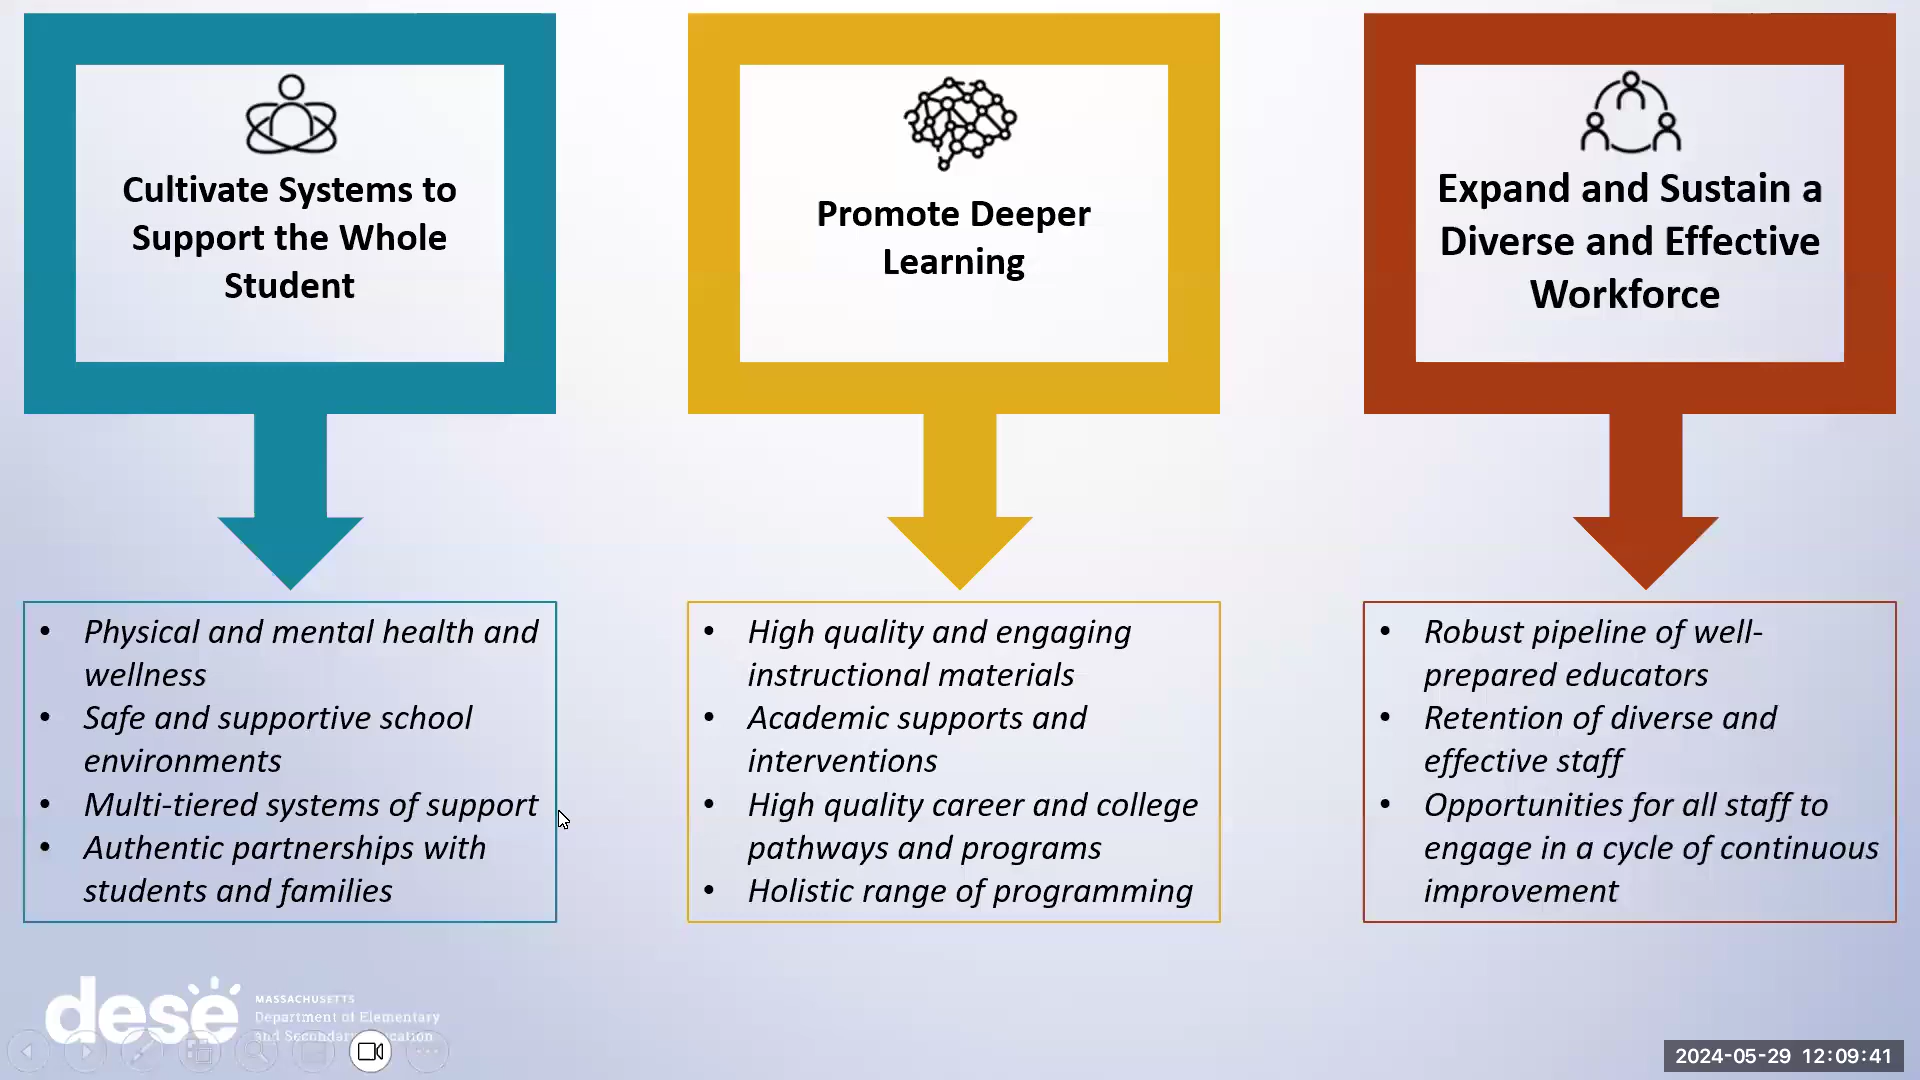 Cultivate Systems to
Support the Whole
Student
Promote Deeper
Learning
Expand and Sustain a
Diverse and Effective
Workforce
• Physical and mental health and
wellness
• Safe and supportive school
environments
• Multi-tiered systems of support
• Authentic partnerships with
students and families
• High quality and engaging
instructional materials
• Academic supports and
interventions
• High quality career and college
pathways and programs
• Holistic range of programming
• Robust pipeline of well-
prepared educators
• Retention of diverse and
effective staff
• Opportunities for all staff to
engage in a cycle of continuous
improvement
dese
MASSACHUSETTS
Department of Elementary
and Secondary Education
2024-05-29 12:09:41